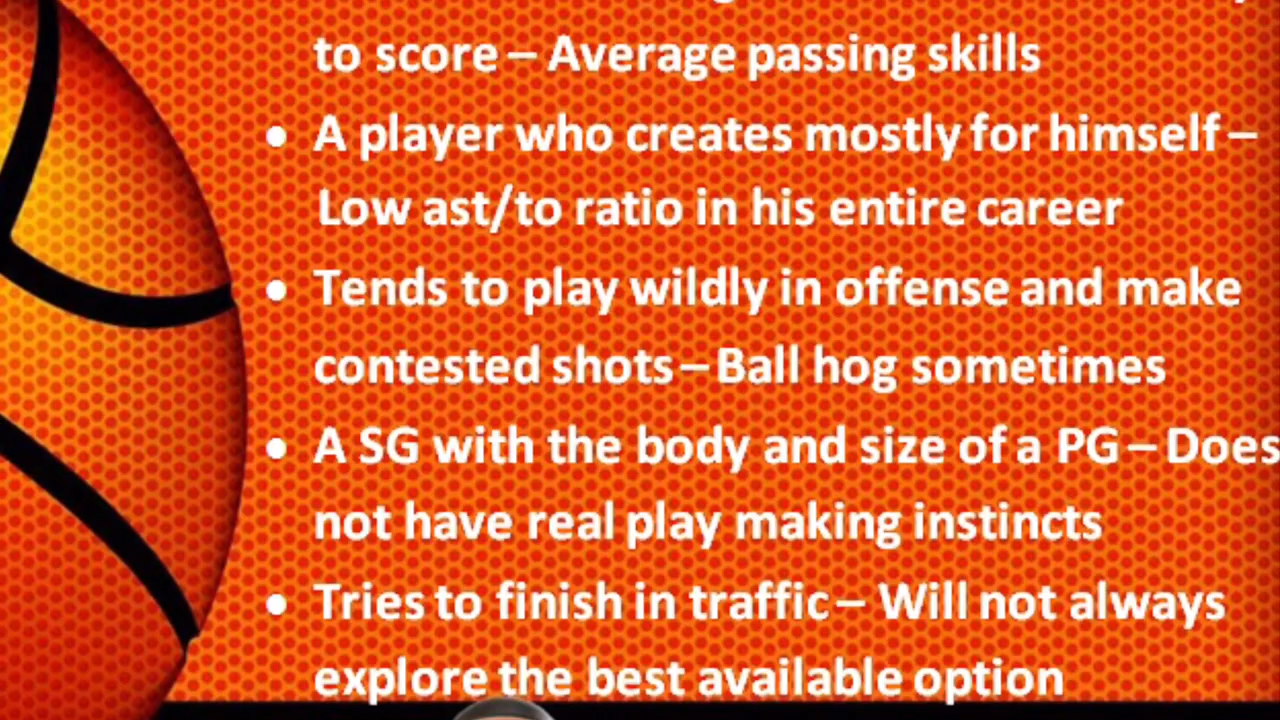 to score – Average passing skills
• A player who creates mostly for himself –
Low ast/to ratio in his entire career
• Tends to play wildly in offense and make
contested shots – Ball hog sometimes
• A SG with the body and size of a PG – Does
not have real play making instincts
• Tries to finish in traffic – Will not always
explore the best available option